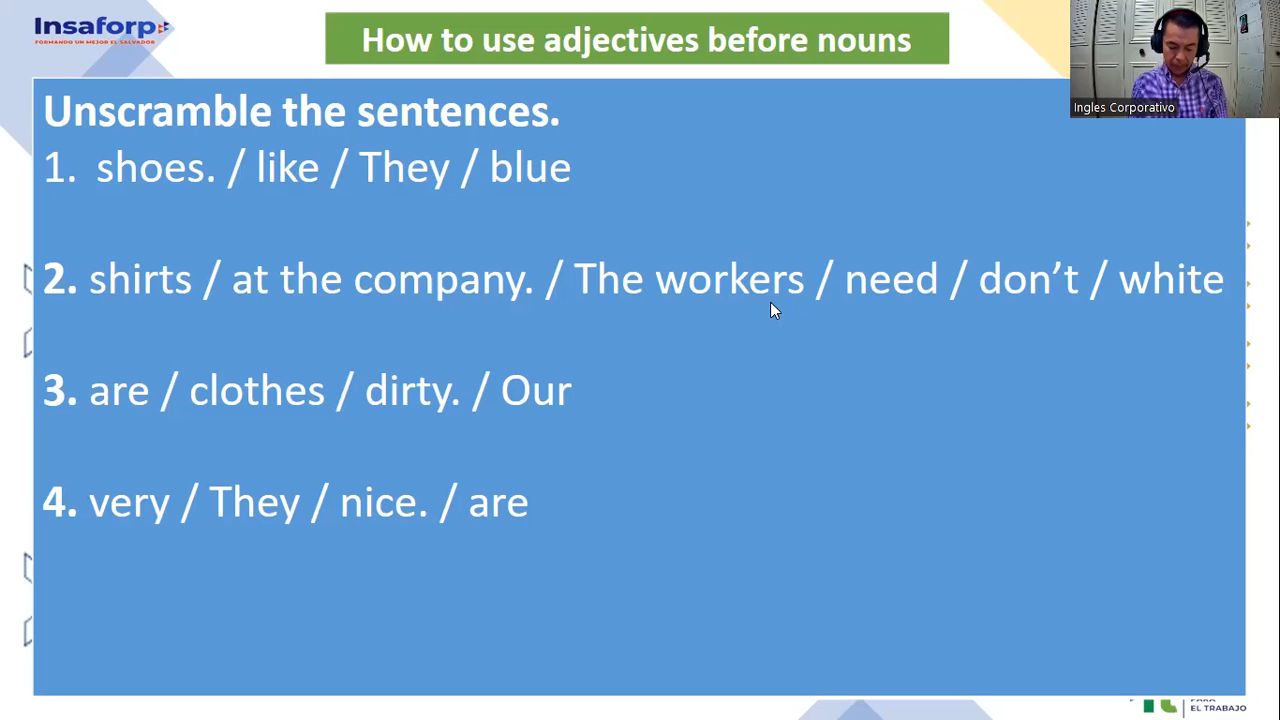 Insaforp
FORMANDO UN MEJOR EL SALVADOR
How to use adjectives before nouns
Ingles Corporativo
Unscramble the sentences.
1. shoes. / like / They / blue
2. shirts / at the company. / The workers / need / don’t / white
3. are / clothes / dirty. / Our
4. very / They / nice. / are
EL TRABAJO